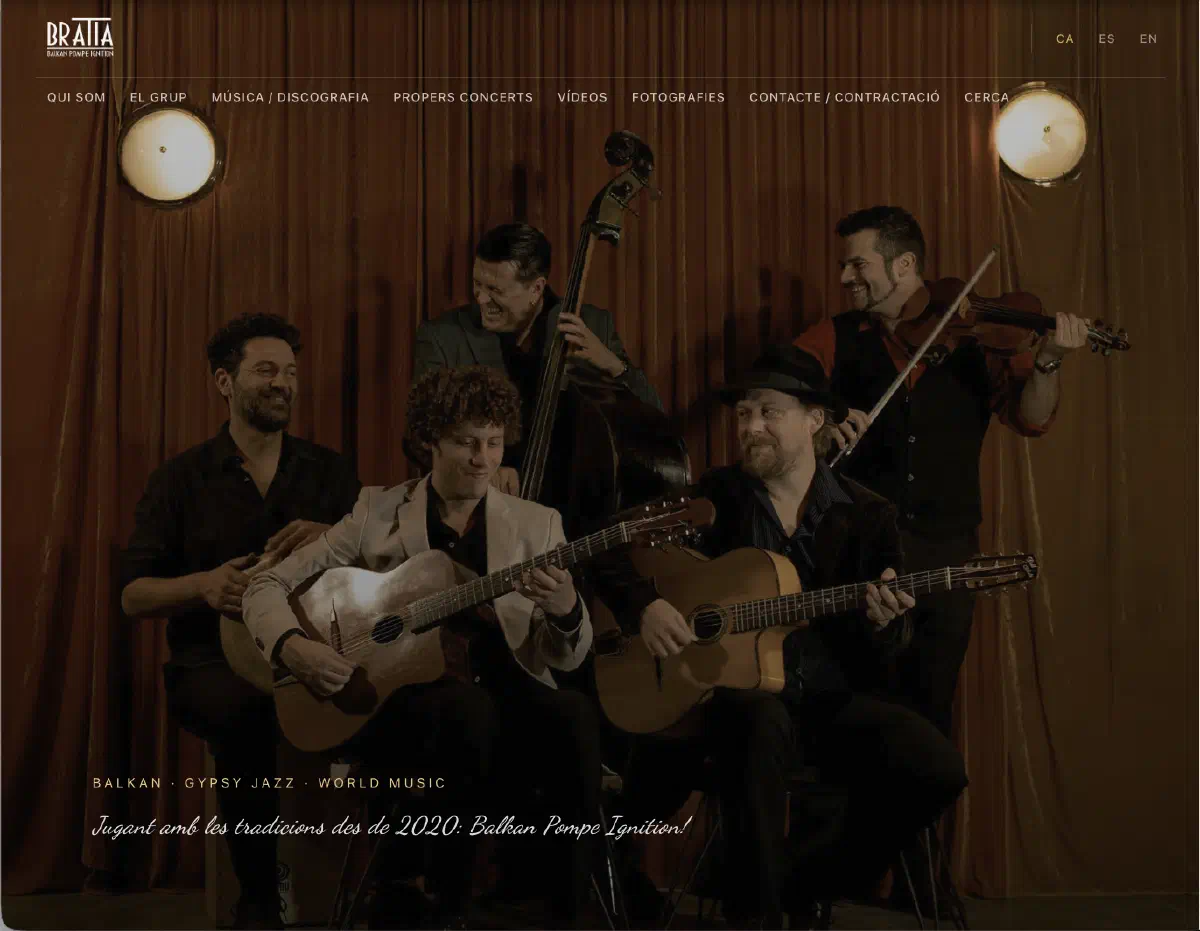 BRATIA
BALKAN POMPE IGNITION
CA ES EN
QUI SOM EL GRUP MÚSICA / DISCOGRAFIA PROPERS CONCERTS VÍDEOS FOTOGRAFIES CONTACTE / CONTRACTACIÓ CERCA
BALKAN · GYPSY JAZZ · WORLD MUSIC
Jugant amb les tradicions des de 2020: Balkan Pompe Ignition!